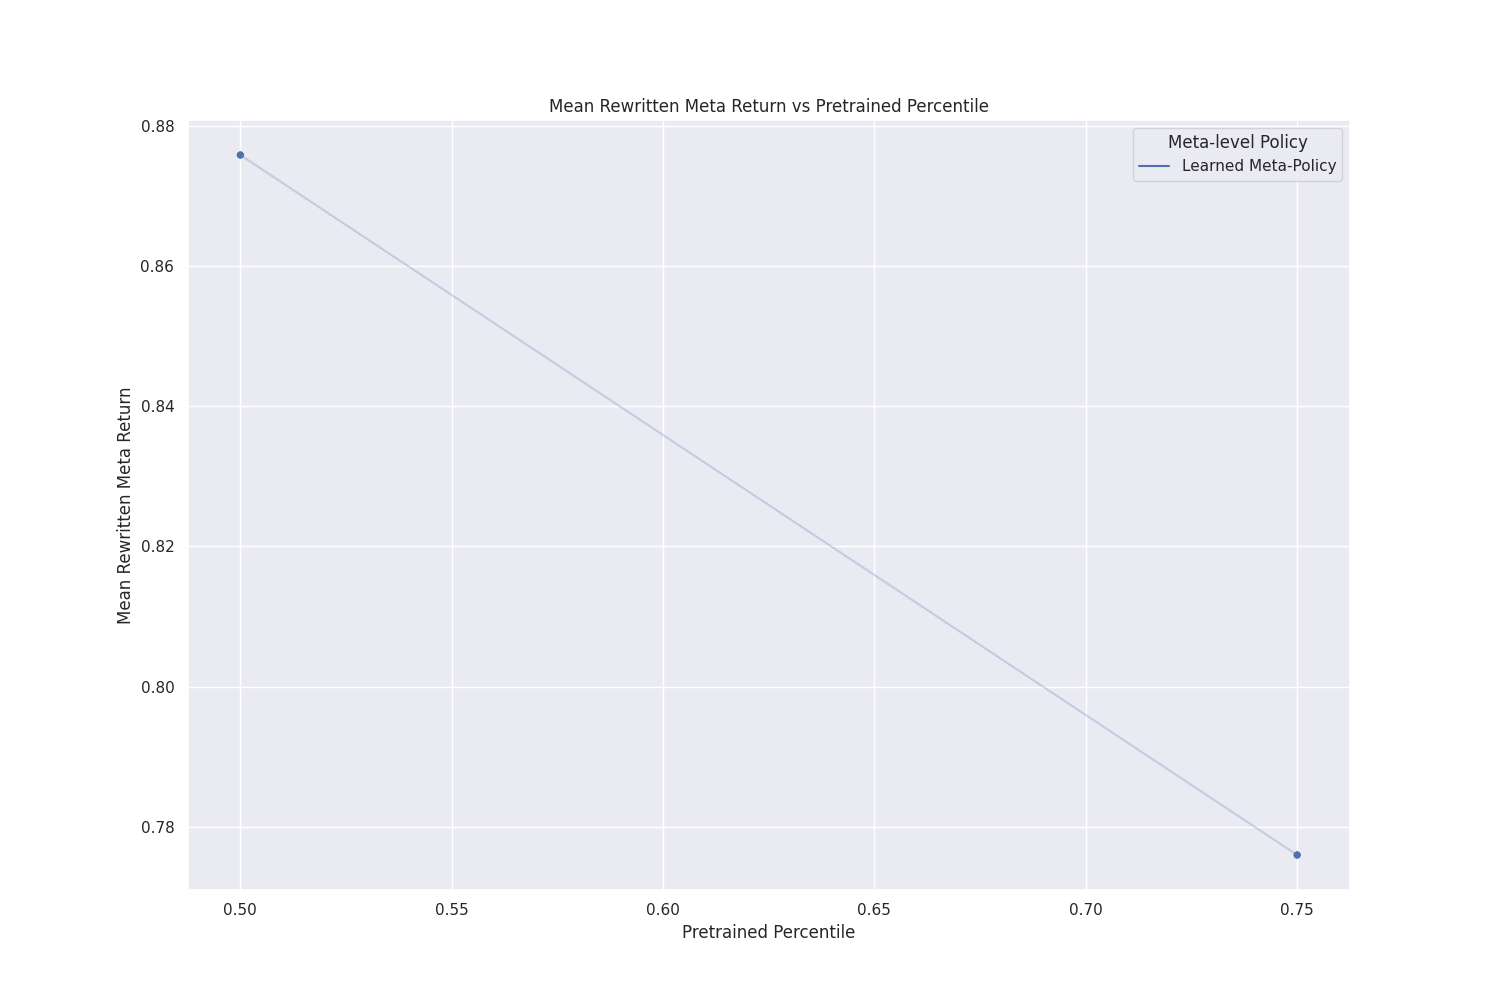 Mean Rewritten Meta Return vs Pretrained Percentile
Meta-level Policy
Learned Meta-Policy
Mean Rewritten Meta Return
0.88
0.86
0.84
0.82
0.80
0.78
0.50 0.55 0.60 0.65 0.70 0.75
Pretrained Percentile